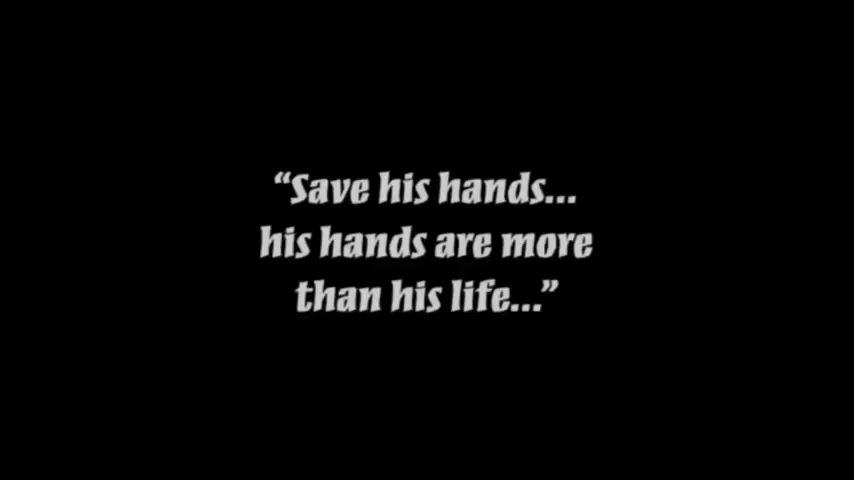 “Save his hands...
his hands are more
than his life...”